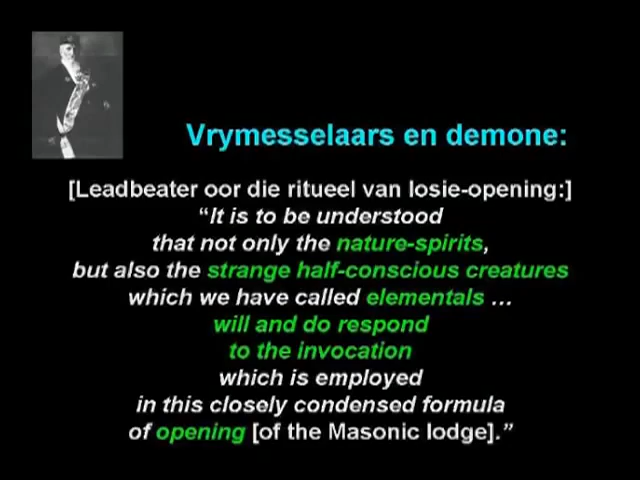 Vrymesselaars en demone:
[Leadbeater oor die ritueel van losie-opening:]
“It is to be understood
that not only the nature-spirits,
but also the strange half-conscious creatures
which we have called elementals ...
will and do respond
to the invocation
which is employed
in this closely condensed formula
of opening [of the Masonic lodge].”